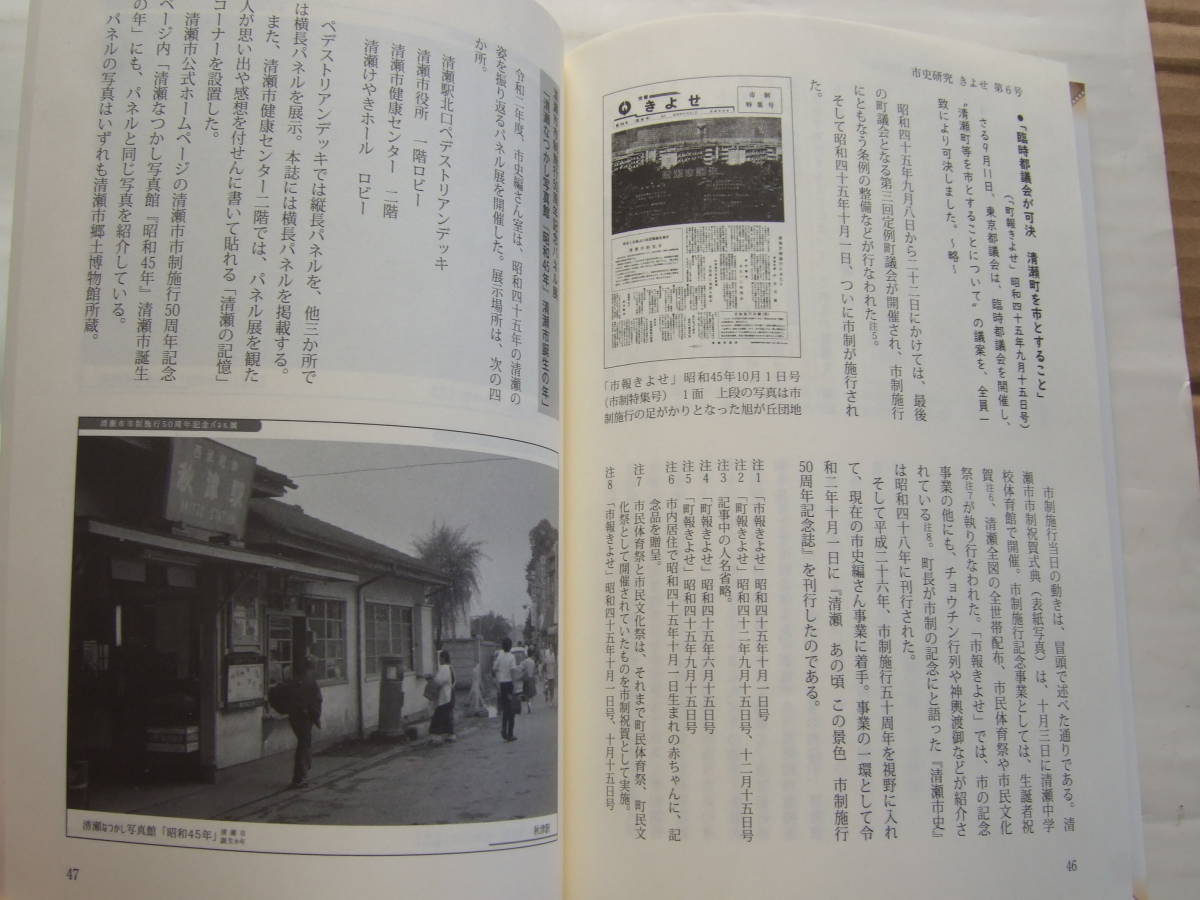 市史研究 きよせ 第6号
●「臨時都議会が可決 清瀬町を市とすること」
(「町報きよせ」昭和四十五年九月十五日号)
さる9月11日、東京都議会は、臨時都議会を開催し、
“清瀬町等を市とすることについて”の議案を、全員一
致により可決しました。～略～
昭和四十五年九月八日から二十二日にかけては、最後
の町議会となる第三回定例町議会が開催され、市制施行
にともなう条例の整備などが行なわれた注5。
そして昭和四十五年十月一日、ついに市制が施行され
た。
市制
特集号
きよせ
「市報きよせ」昭和45年10月1日号
(市制特集号) 1面 上段の写真は市
制施行の足がかりとなった旭が丘団地
市制施行当日の動きは、冒頭で述べた通りである。清
瀬市市制祝賀式典(表紙写真)は、十月三日に清瀬中学
校体育館で開催。市制施行記念事業としては、生誕者祝
賀注6、清瀬全図の全世帯配布、市民体育祭や市民文化
祭注7が執り行なわれた。「市報きよせ」では、市の記念
事業の他にも、チョウチン行列や神輿渡御などが紹介さ
れている注8。町長が市制の記念にと語った『清瀬市史』
は昭和四十八年に刊行された。
そして平成二十六年、市制施行五十周年を視野に入れ
て、現在の市史編さん事業に着手。事業の一環として令
和二年十月一日に『清瀬 あの頃 この景色 市制施行
50周年記念誌』を刊行したのである。
注1 「市報きよせ」昭和四十五年十月一日号
注2 「町報きよせ」昭和四十二年九月十五日号、十二月十五日号
注3 記事中の人名省略。
注4 「町報きよせ」昭和四十五年六月十五日号
注5 「町報きよせ」昭和四十五年九月十五日号
注6 市内居住で昭和四十五年十月一日生まれの赤ちゃんに、記
念品を贈呈。
注7 市民体育祭と市民文化祭は、それまで町民体育祭、町民文
化祭として開催されていたものを市制祝賀として実施。
注8 「市報きよせ」昭和四十五年十月一日号、十月十五日号
46
清瀬市市制施行50周年記念パネル展
「清瀬なつかし写真館『昭和45年』清瀬市誕生の年」
令和二年度、市史編さん室は、昭和四十五年の清瀬の
姿を振り返るパネル展を開催した。展示場所は、次の四
か所。
清瀬駅北口ペデストリアンデッキ
清瀬市役所 一階ロビー
清瀬市健康センター 二階
清瀬けやきホール ロビー
ペデストリアンデッキでは縦長パネルを、他三か所で
は横長パネルを展示。本誌には横長パネルを掲載する。
また、清瀬市健康センター二階では、パネル展を観た
人が思い出や感想を付せんに書いて貼れる「清瀬の記憶」
コーナーを設置した。
清瀬市公式ホームページの清瀬市市制施行50周年記念
ページ内「清瀬なつかし写真館『昭和45年』清瀬市誕生
の年」にも、パネルと同じ写真を紹介している。
パネルの写真はいずれも清瀬市郷土博物館所蔵。
清瀬市市制施行50周年記念パネル展
秋津駅
清瀬なつかし写真館「昭和45年」清瀬市誕生の年
秋津駅
47